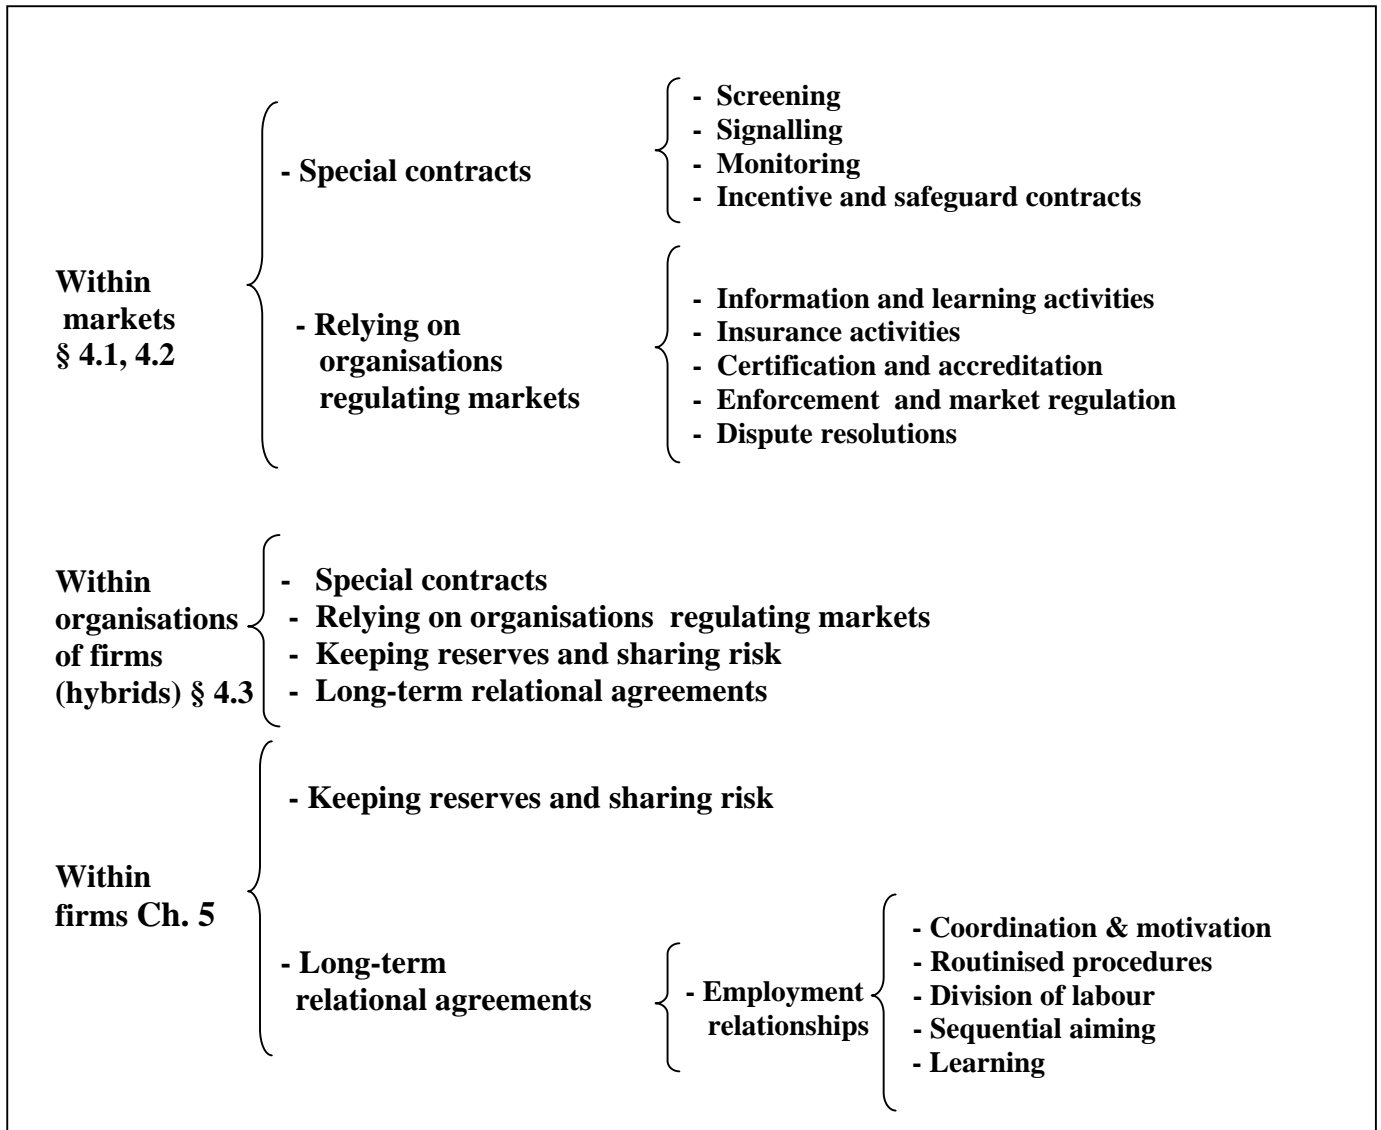 Within
markets
§ 4.1, 4.2
- Special contracts
- Screening
- Signalling
- Monitoring
- Incentive and safeguard contracts
- Relying on
organisations
regulating markets
- Information and learning activities
- Insurance activities
- Certification and accreditation
- Enforcement and market regulation
- Dispute resolutions
Within
organisations
of firms
(hybrids) § 4.3
- Special contracts
- Relying on organisations regulating markets
- Keeping reserves and sharing risk
- Long-term relational agreements
Within
firms Ch. 5
- Keeping reserves and sharing risk
- Long-term
relational agreements
- Employment
relationships
- Coordination & motivation
- Routinised procedures
- Division of labour
- Sequential aiming
- Learning